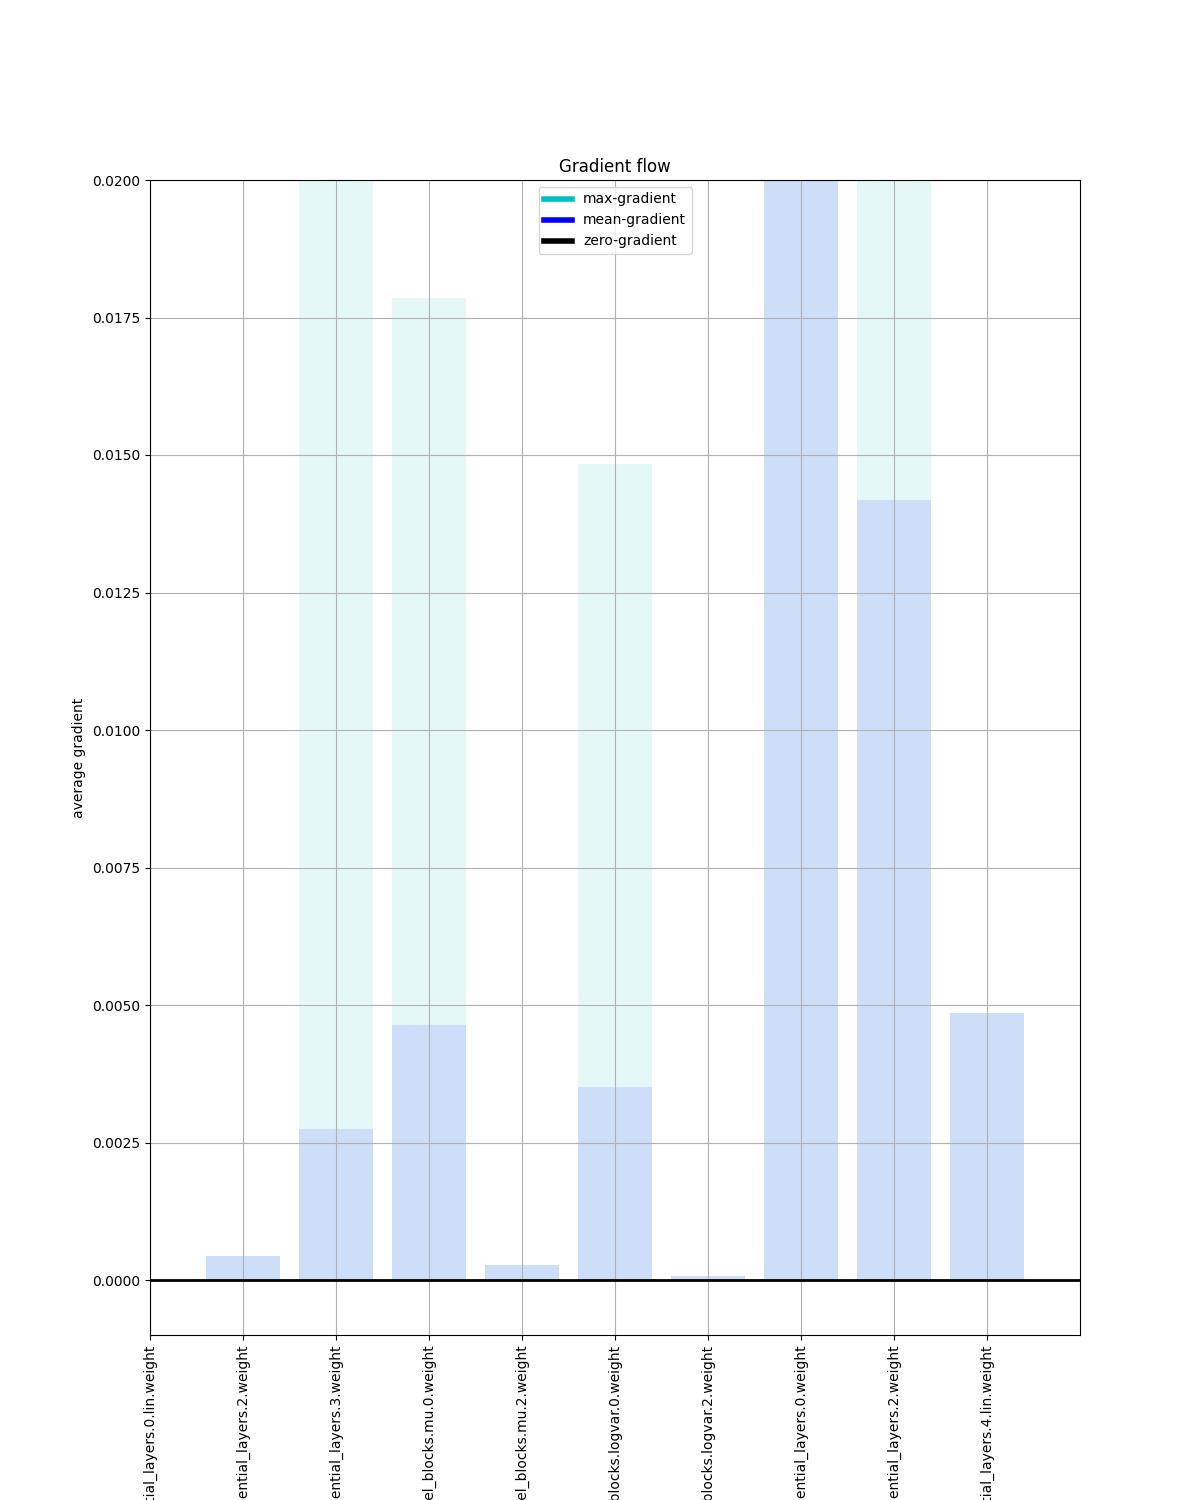 Gradient flow
max-gradient
mean-gradient
zero-gradient
0.0200
0.0175
0.0150
0.0125
0.0100
0.0075
0.0050
0.0025
0.0000
average gradient
tial_layers.0.lin.weight
ential_layers.2.weight
ential_layers.3.weight
el_blocks.mu.0.weight
el_blocks.mu.2.weight
blocks.logvar.0.weight
blocks.logvar.2.weight
ential_layers.0.weight
ential_layers.2.weight
tial_layers.4.lin.weight